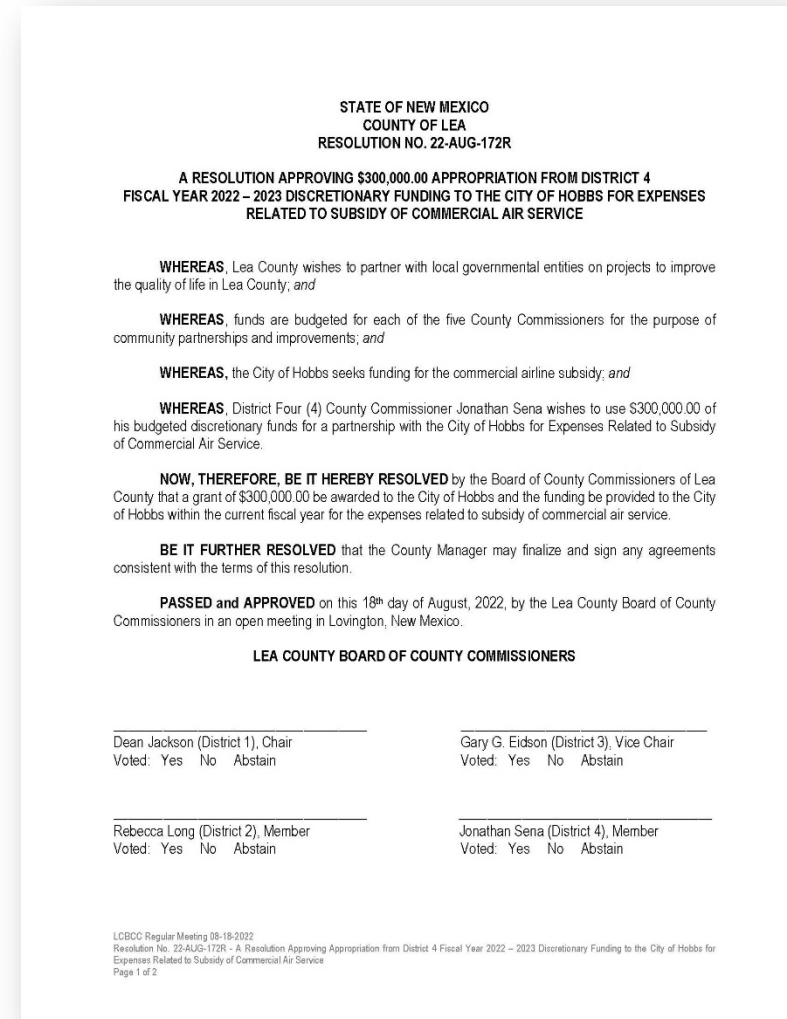 STATE OF NEW MEXICO
COUNTY OF LEA
RESOLUTION NO. 22-AUG-172R
A RESOLUTION APPROVING $300,000.00 APPROPRIATION FROM DISTRICT 4
FISCAL YEAR 2022 – 2023 DISCRETIONARY FUNDING TO THE CITY OF HOBBS FOR EXPENSES
RELATED TO SUBSIDY OF COMMERCIAL AIR SERVICE
WHEREAS, Lea County wishes to partner with local governmental entities on projects to improve
the quality of life in Lea County; and
WHEREAS, funds are budgeted for each of the five County Commissioners for the purpose of
community partnerships and improvements; and
WHEREAS, the City of Hobbs seeks funding for the commercial airline subsidy; and
WHEREAS, District Four (4) County Commissioner Jonathan Sena wishes to use $300,000.00 of
his budgeted discretionary funds for a partnership with the City of Hobbs for Expenses Related to Subsidy
of Commercial Air Service.
NOW, THEREFORE, BE IT HEREBY RESOLVED by the Board of County Commissioners of Lea
County that a grant of $300,000.00 be awarded to the City of Hobbs and the funding be provided to the City
of Hobbs within the current fiscal year for the expenses related to subsidy of commercial air service.
BE IT FURTHER RESOLVED that the County Manager may finalize and sign any agreements
consistent with the terms of this resolution.
PASSED and APPROVED on this 18th day of August, 2022, by the Lea County Board of County
Commissioners in an open meeting in Lovington, New Mexico.
LEA COUNTY BOARD OF COUNTY COMMISSIONERS
Dean Jackson (District 1), Chair
Voted: Yes No Abstain
Gary G. Eidson (District 3), Vice Chair
Voted: Yes No Abstain
Rebecca Long (District 2), Member
Voted: Yes No Abstain
Jonathan Sena (District 4), Member
Voted: Yes No Abstain
LCBCC Regular Meeting 08-18-2022
Resolution No. 22-AUG-172R - A Resolution Approving Appropriation from District 4 Fiscal Year 2022 – 2023 Discretionary Funding to the City of Hobbs for
Expenses Related to Subsidy of Commercial Air Service
Page 1 of 2